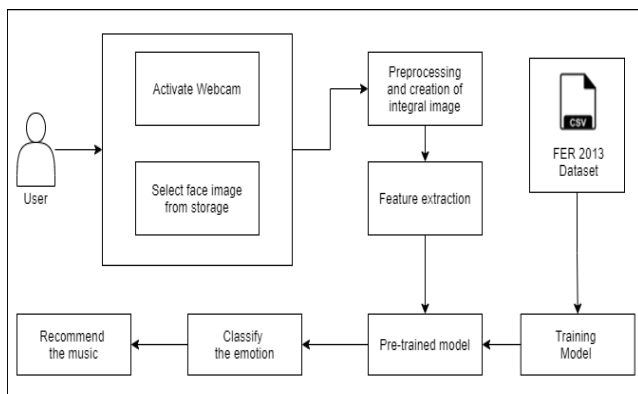 User
Activate Webcam
Select face image
from storage
Preprocessing
and creation of
integral image
Feature extraction
CSV
FER 2013
Dataset
Recommend
the music
Classify
the emotion
Pre-trained model
Training
Model